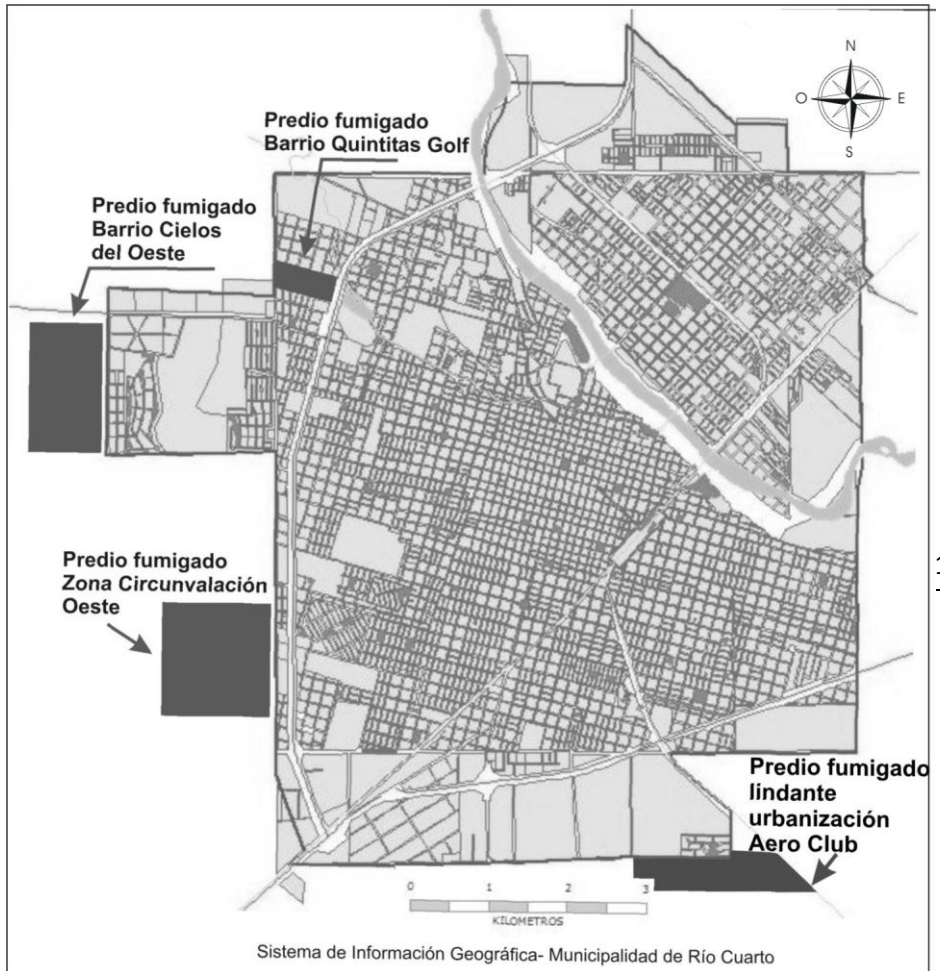 N
O
E
S
Predio fumigado
Barrio Quintitas Golf
Predio fumigado
Barrio Cielos
del Oeste
Predio fumigado
Zona Circunvalación
Oeste
Predio fumigado
lindante
urbanización
Aero Club
0 1 2 3
KILOMETROS
Sistema de Información Geográfica- Municipalidad de Río Cuarto